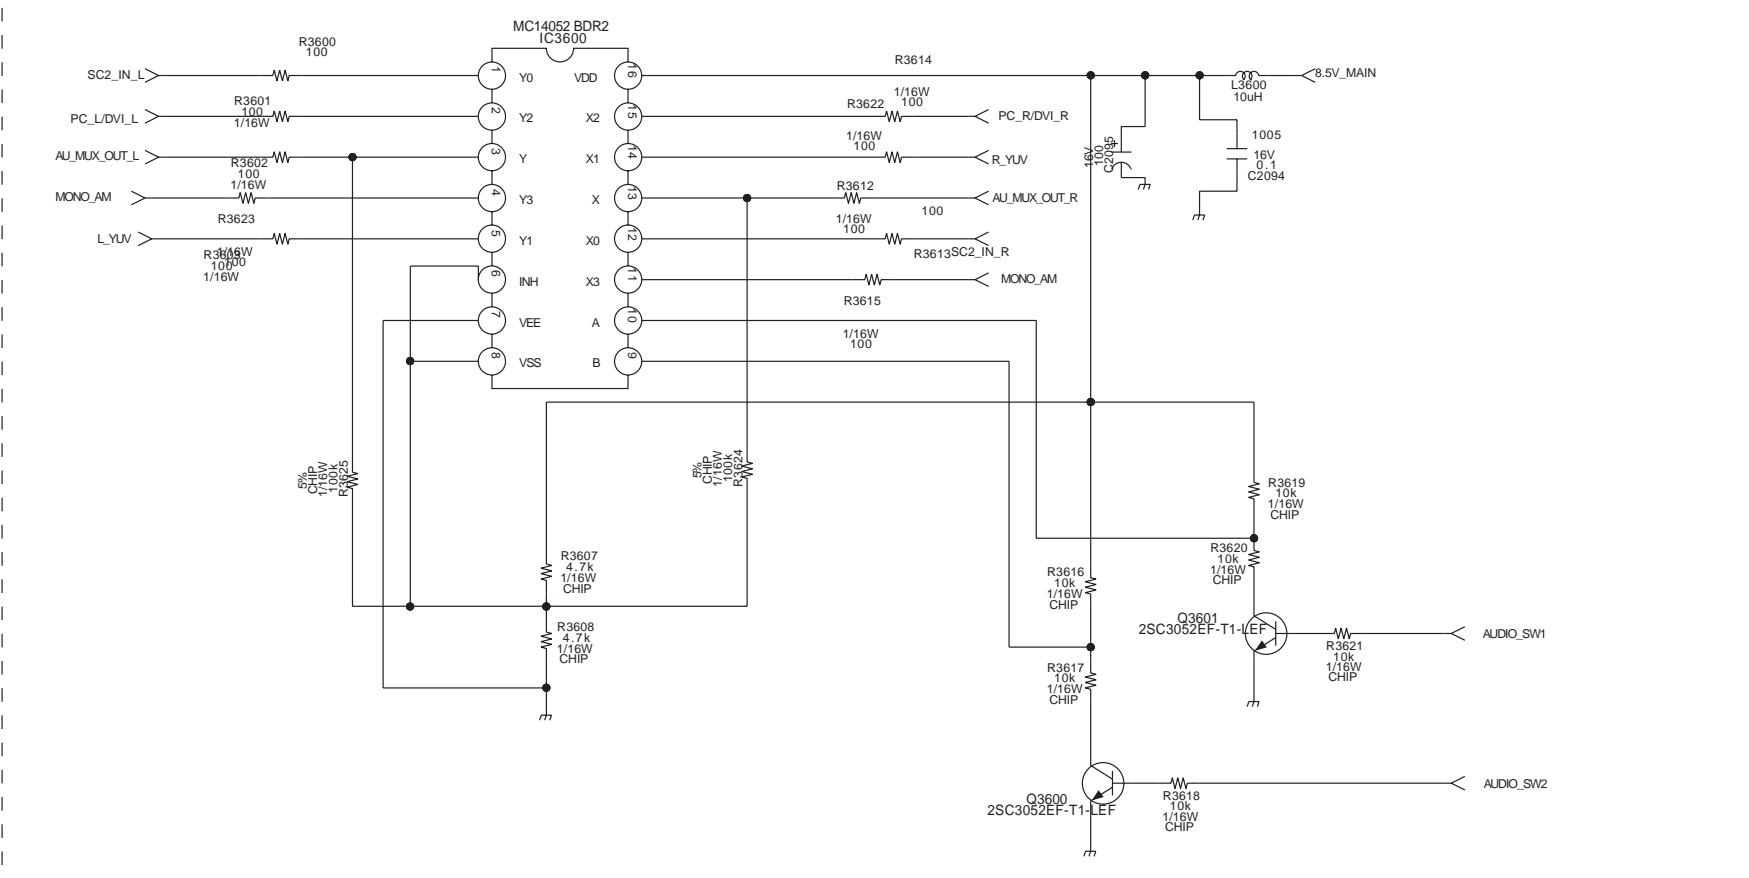 MC14052 BDR2
IC3600
R3600
100
SC2_IN_L
1
Y0
VDD
16
R3614
8.5V_MAIN
L3600
10uH
R3601
100
1/16W
PC_L/DVI_L
2
Y2
X2
15
R3622
1/16W
100
PC_R/DVI_R
AU_MUX_OUT_L
3
Y
X1
14
1/16W
100
R_YUV
16V
100
C2095
+
1005
16V
0.1
C2094
R3602
100
1/16W
MONO_AM
4
Y3
X
13
R3612
100
AU_MUX_OUT_R
R3623
1/16W
100
L_YUV
5
Y1
X0
12
1/16W
100
R3613
SC2_IN_R
R3603
100
1/16W
6
INH
X3
11
R3615
MONO_AM
7
VEE
A
10
1/16W
100
8
VSS
B
9
5%
CHIP
1/16W
100k
R3625
5%
CHIP
1/16W
100k
R3624
R3619
10k
1/16W
CHIP
R3607
4.7k
1/16W
CHIP
R3620
10k
1/16W
CHIP
R3616
10k
1/16W
CHIP
R3608
4.7k
1/16W
CHIP
Q3601
2SC3052EF-T1-LEF
R3621
10k
1/16W
CHIP
AUDIO_SW1
R3617
10k
1/16W
CHIP
Q3600
2SC3052EF-T1-LEF
R3618
10k
1/16W
CHIP
AUDIO_SW2